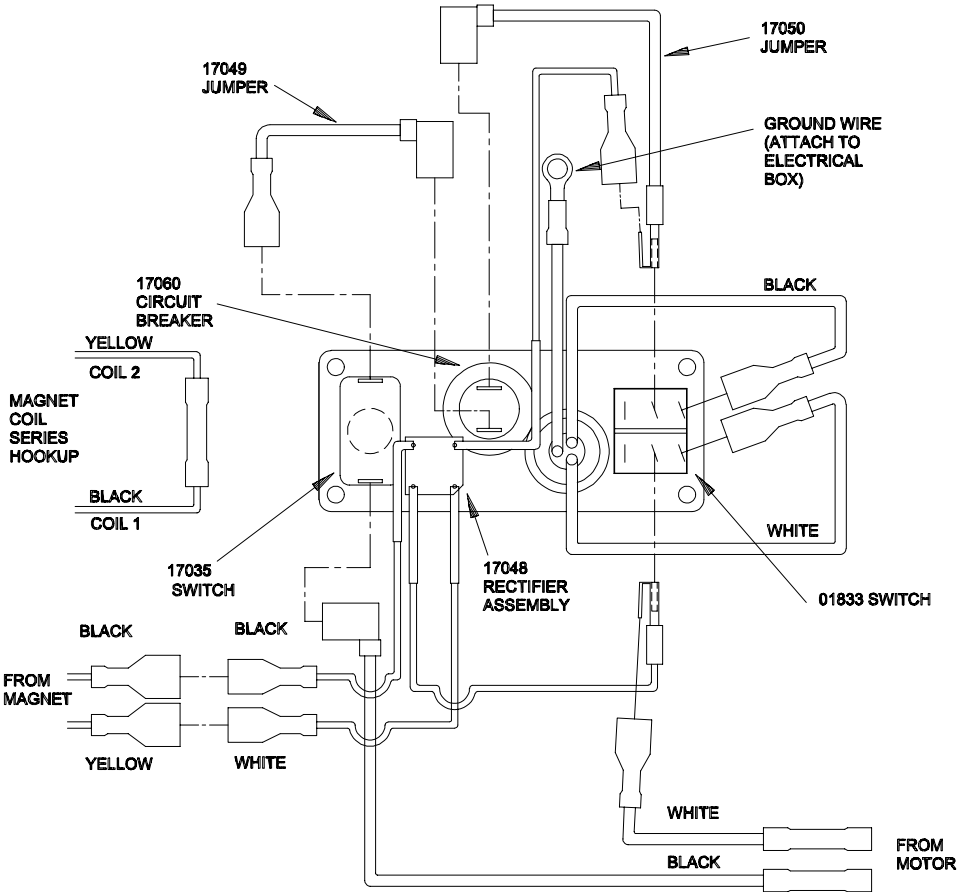 17050
JUMPER
17049
JUMPER
GROUND WIRE
(ATTACH TO
ELECTRICAL
BOX)
17060
CIRCUIT
BREAKER
BLACK
YELLOW
COIL 2
MAGNET
COIL
SERIES
HOOKUP
BLACK
COIL 1
WHITE
17035
SWITCH
17048
RECTIFIER
ASSEMBLY
01833 SWITCH
BLACK
BLACK
FROM
MAGNET
YELLOW
WHITE
WHITE
BLACK
FROM
MOTOR